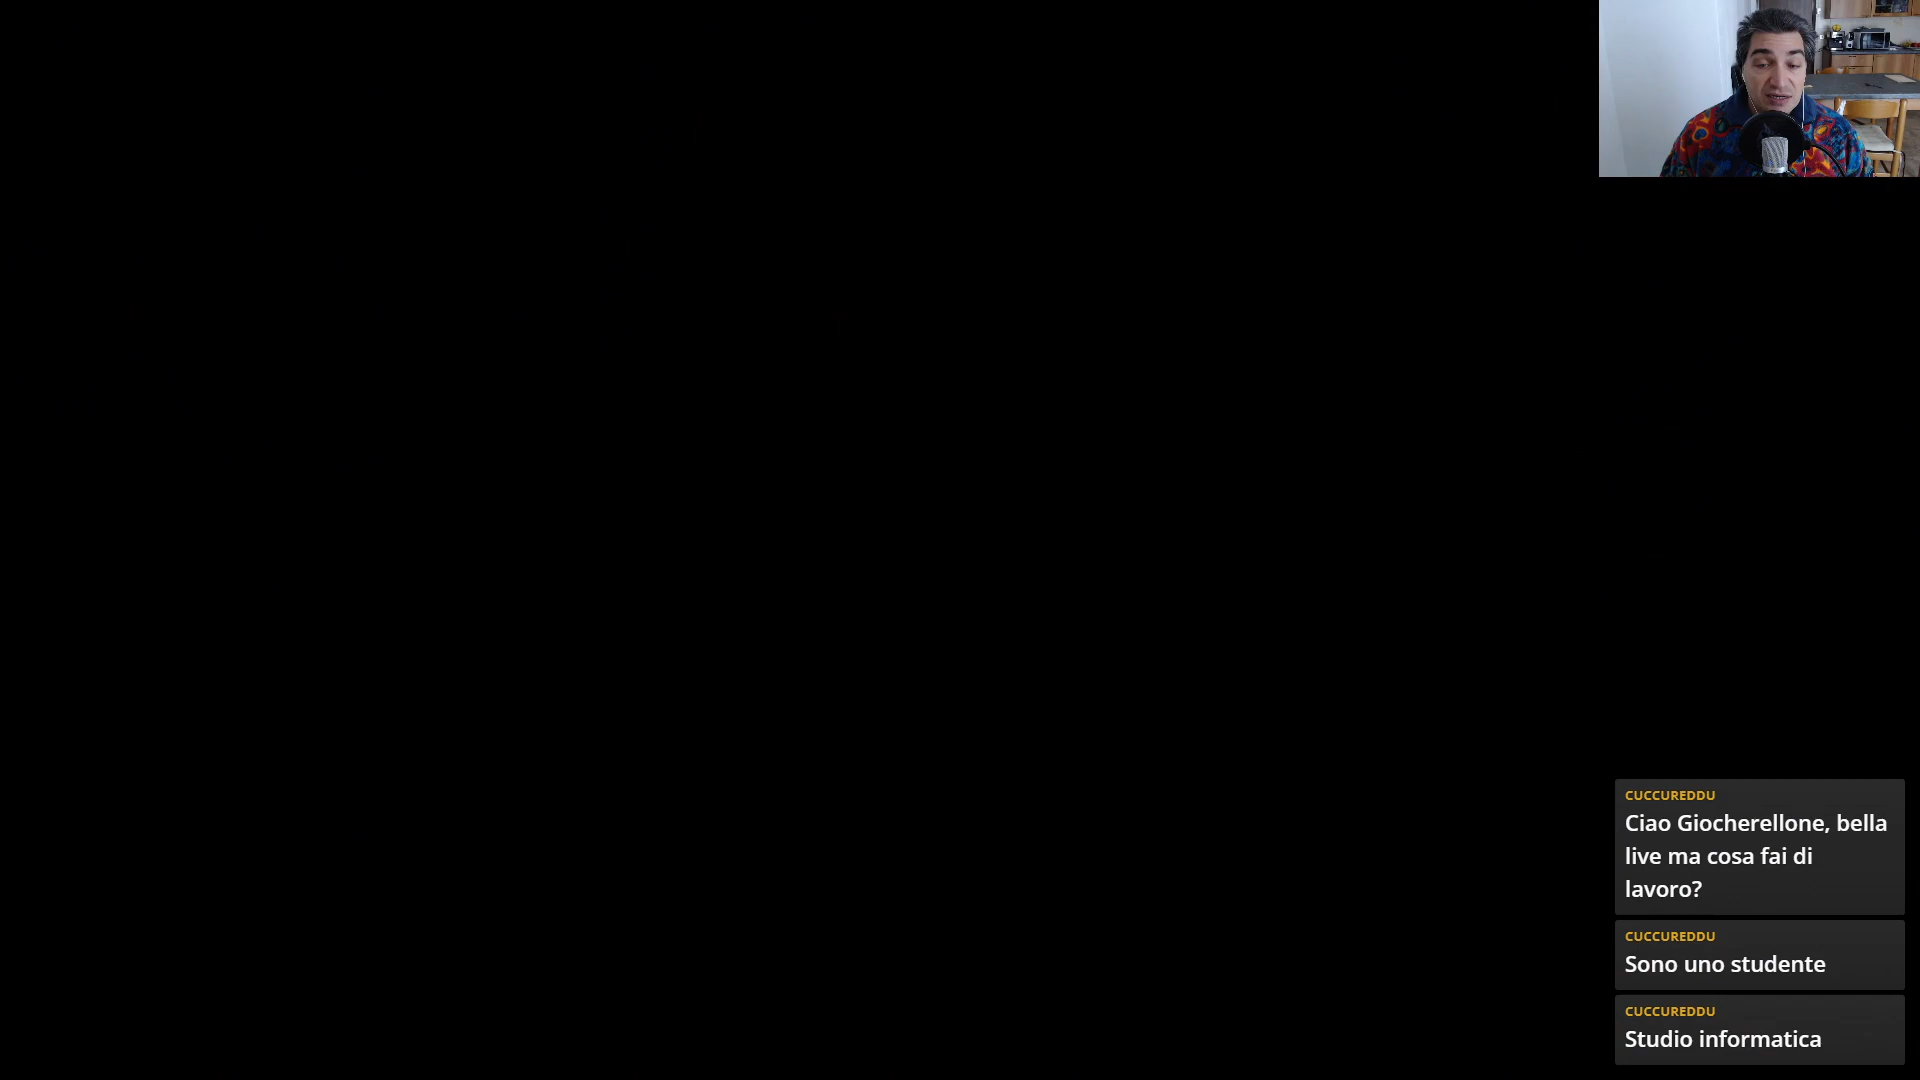 CUCCUREDDU
Ciao Giocherellone, bella
live ma cosa fai di
lavoro?
CUCCUREDDU
Sono uno studente
CUCCUREDDU
Studio informatica